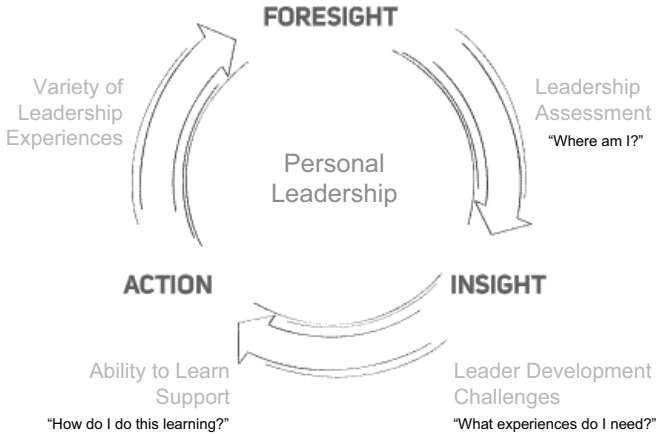 FORESIGHT
Variety of
Leadership
Experiences
Leadership
Assessment
“Where am I?”
Personal
Leadership
ACTION
INSIGHT
Ability to Learn
Support
“How do I do this learning?”
Leader Development
Challenges
“What experiences do I need?”